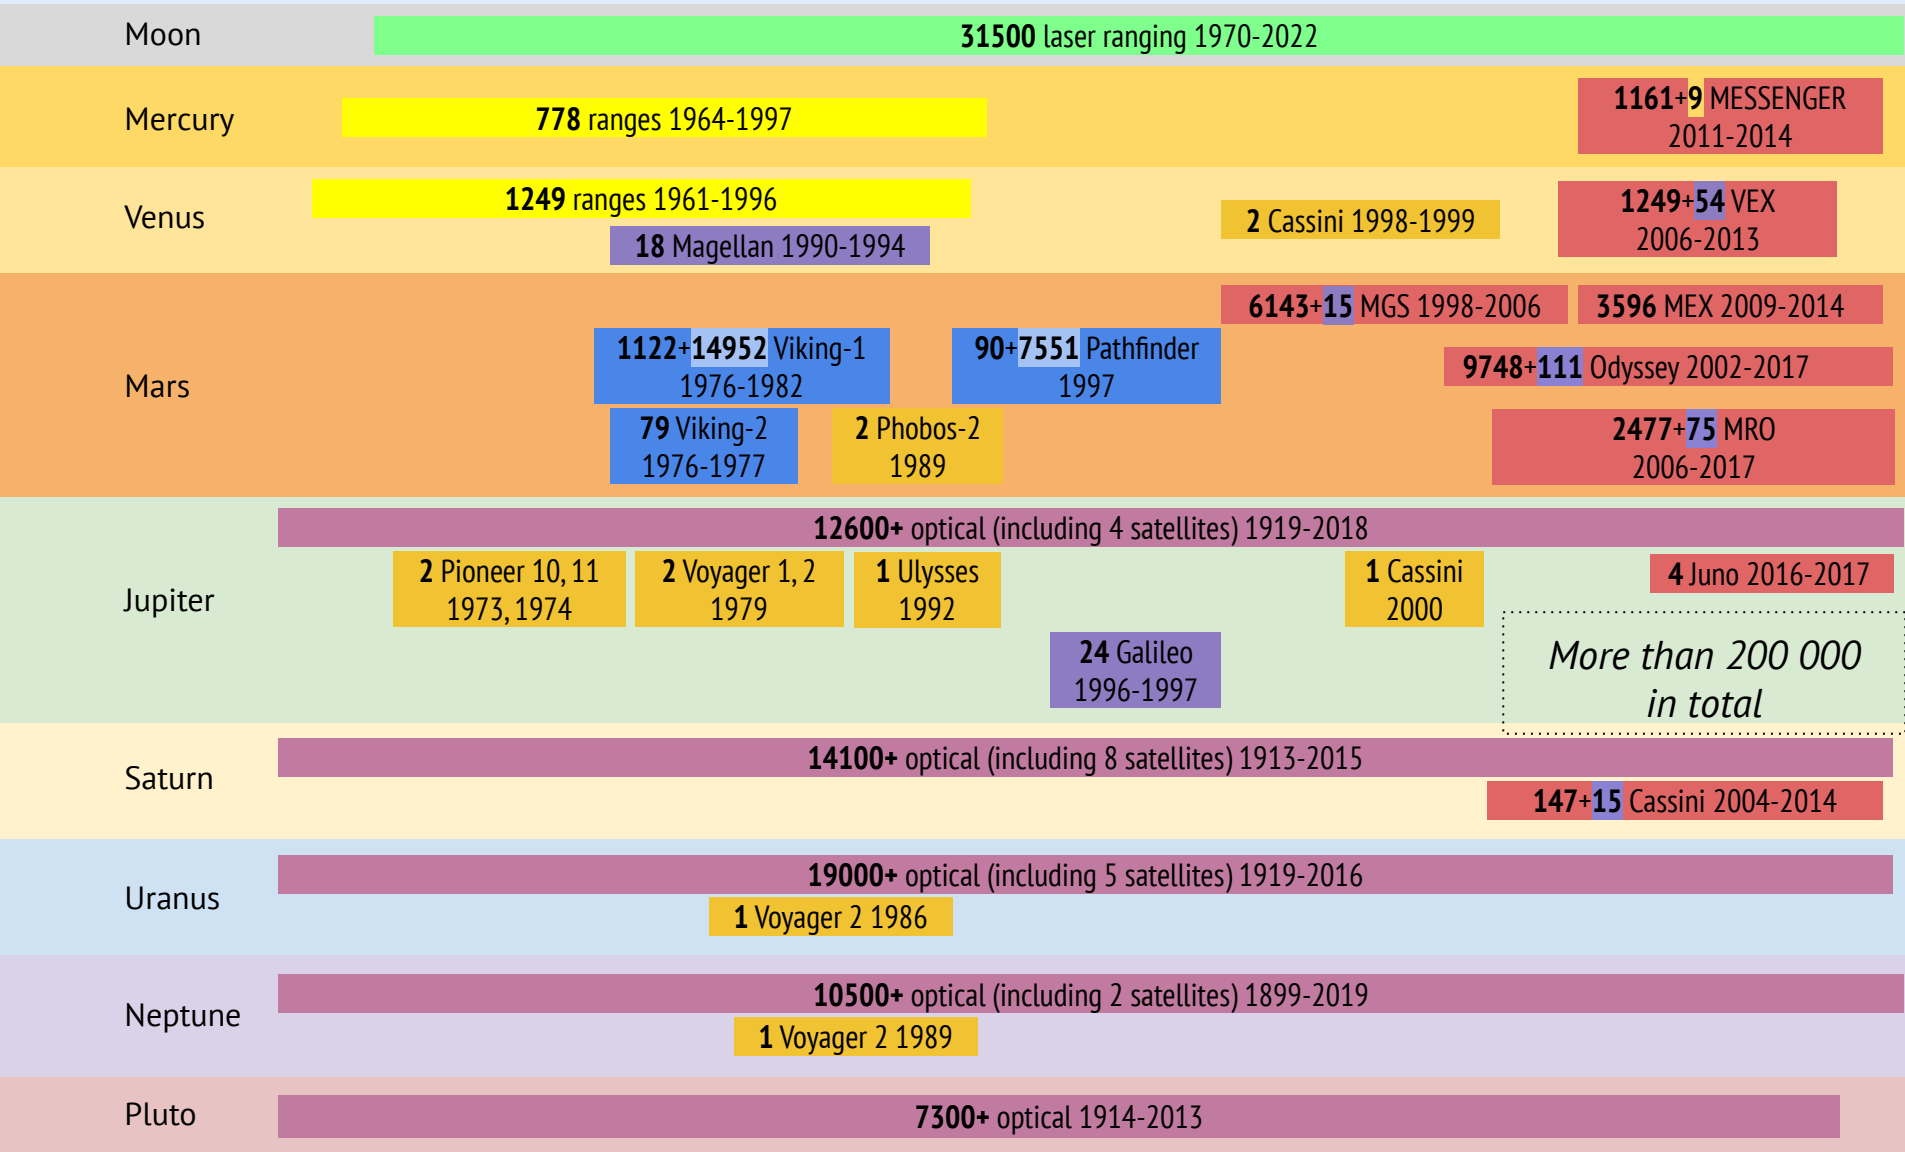 Moon
31500 laser ranging 1970-2022
Mercury
778 ranges 1964-1997
1161+9 MESSENGER
2011-2014
Venus
1249 ranges 1961-1996
18 Magellan 1990-1994
2 Cassini 1998-1999
1249+54 VEX
2006-2013
Mars
6143+15 MGS 1998-2006
3596 MEX 2009-2014
1122+14952 Viking-1
1976-1982
90+7551 Pathfinder
1997
9748+111 Odyssey 2002-2017
79 Viking-2
1976-1977
2 Phobos-2
1989
2477+75 MRO
2006-2017
Jupiter
12600+ optical (including 4 satellites) 1919-2018
2 Pioneer 10, 11
1973, 1974
2 Voyager 1, 2
1979
1 Ulysses
1992
1 Cassini
2000
4 Juno 2016-2017
24 Galileo
1996-1997
More than 200 000
in total
Saturn
14100+ optical (including 8 satellites) 1913-2015
147+15 Cassini 2004-2014
Uranus
19000+ optical (including 5 satellites) 1919-2016
1 Voyager 2 1986
Neptune
10500+ optical (including 2 satellites) 1899-2019
1 Voyager 2 1989
Pluto
7300+ optical 1914-2013